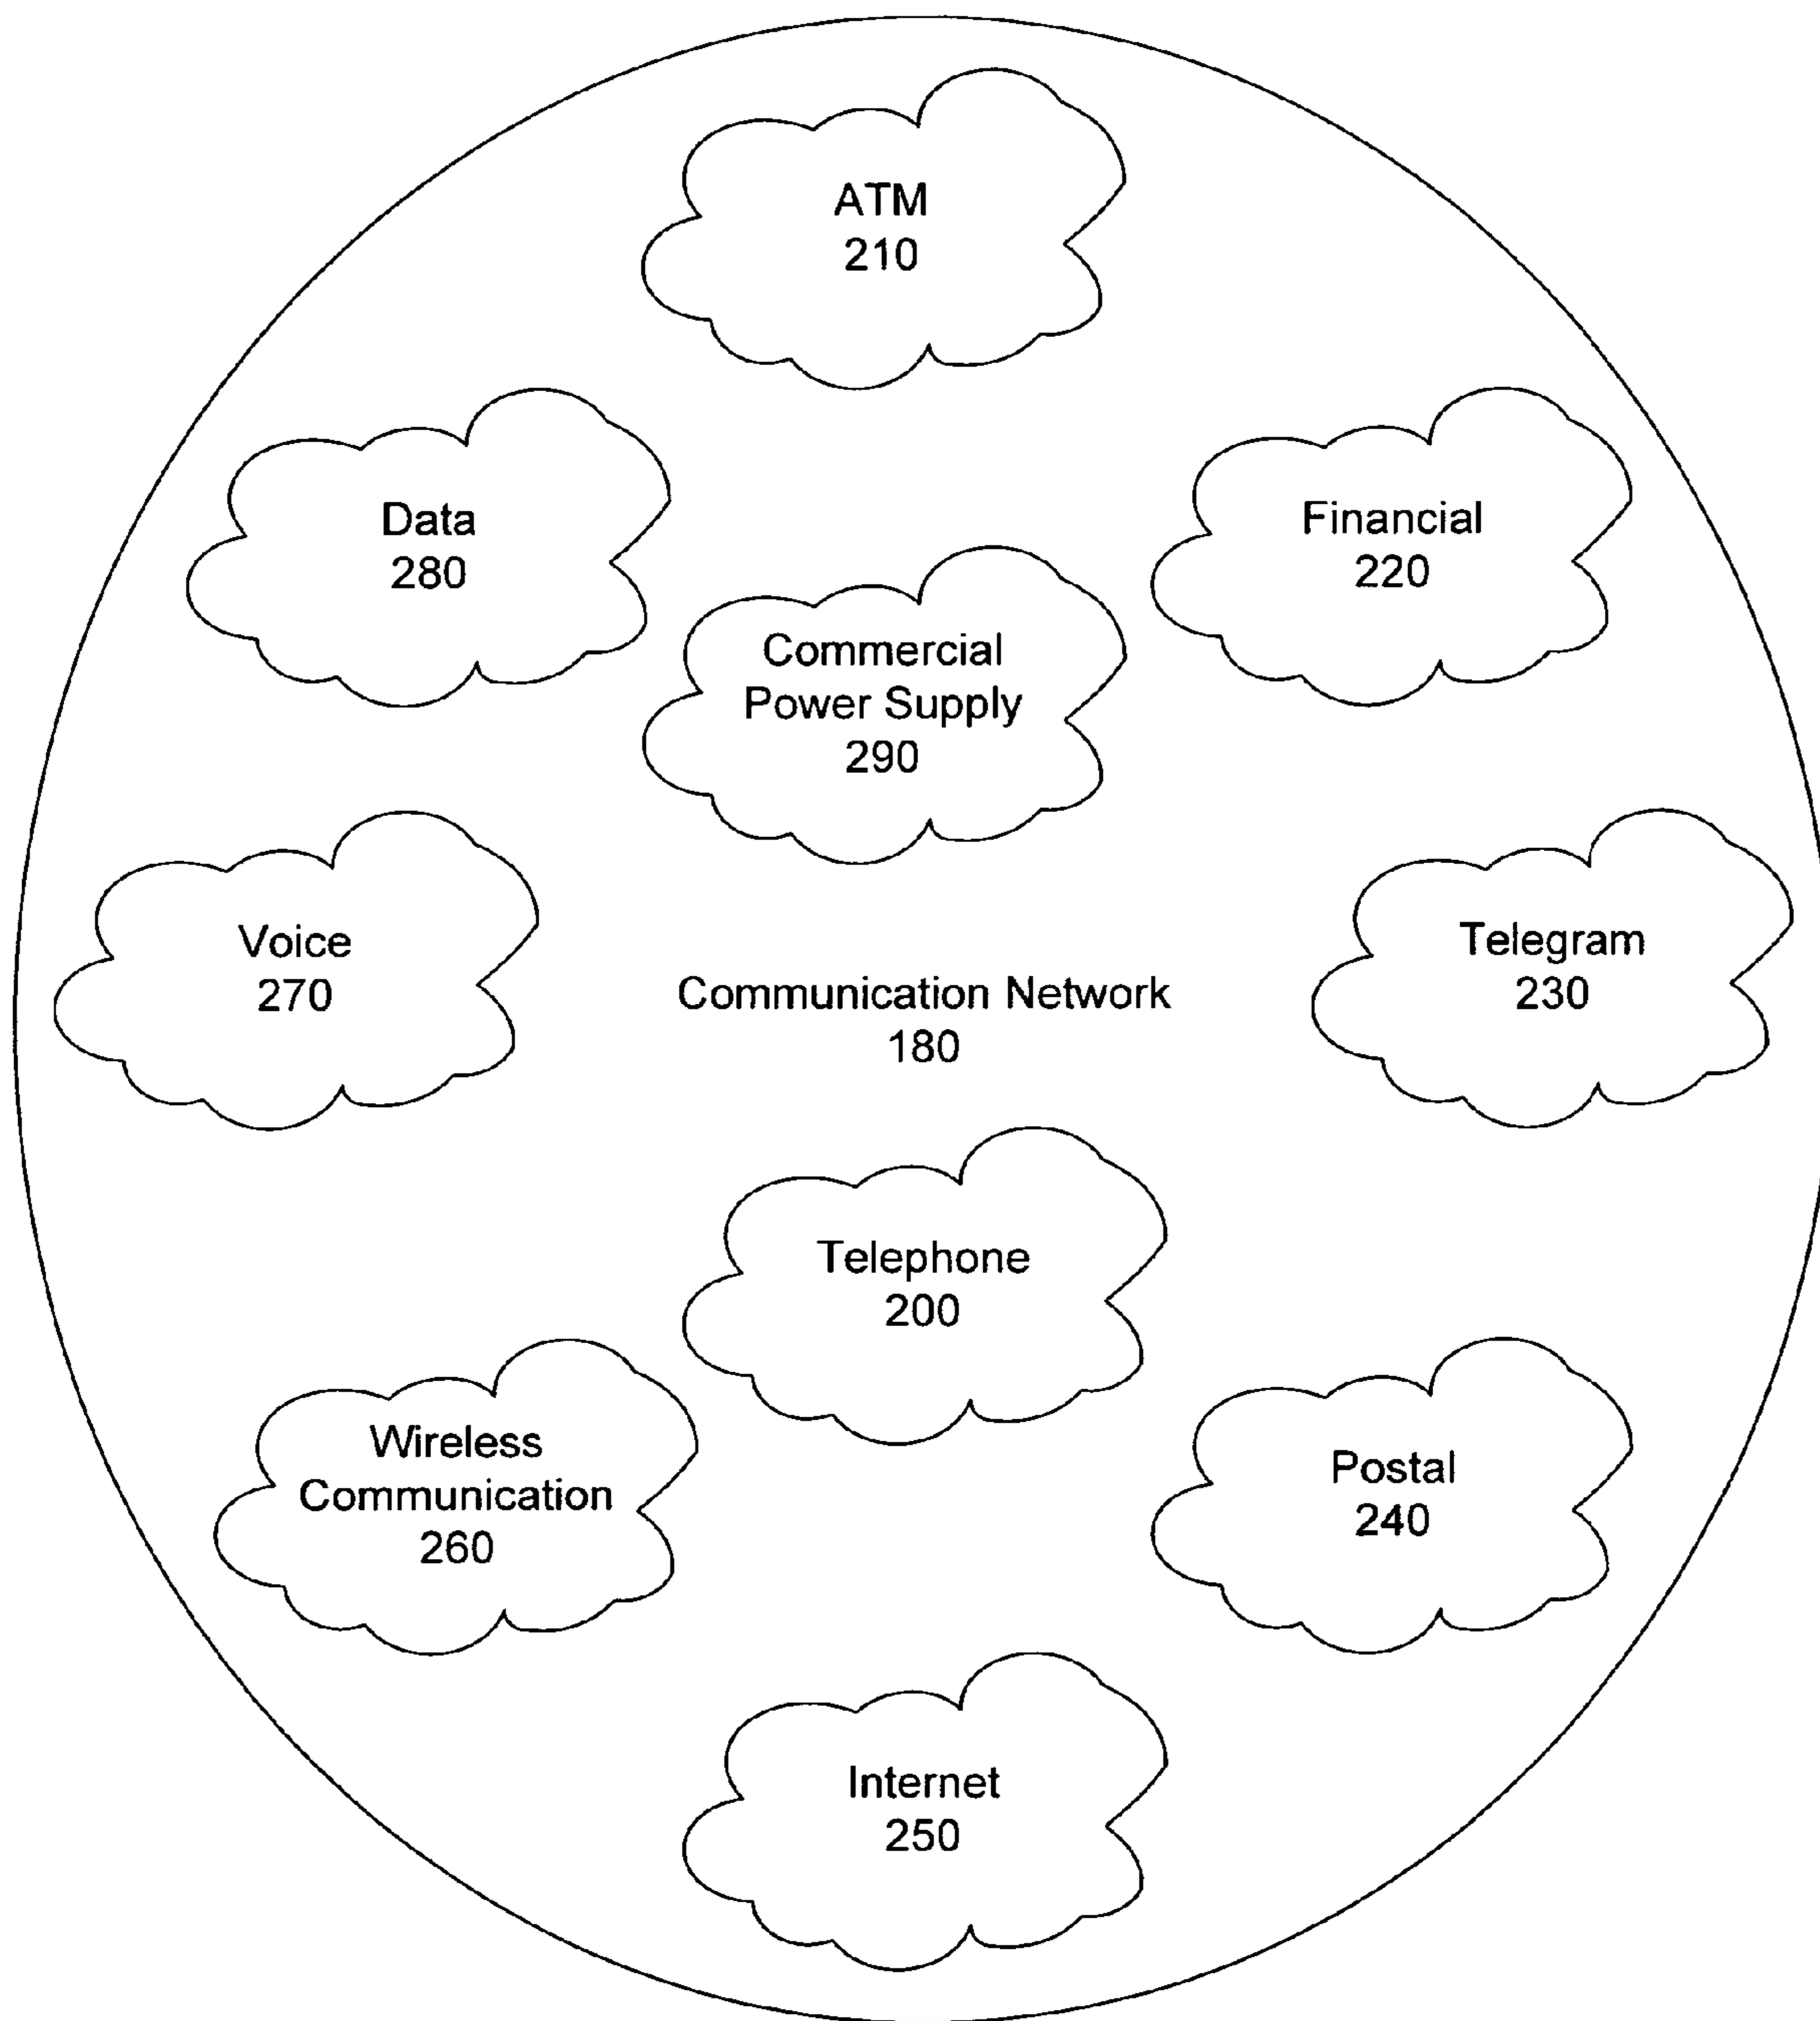 ATM
210
Data
280
Financial
220
Commercial
Power Supply
290
Voice
270
Telegram
230
Communication Network
180
Telephone
200
Wireless
Communication
260
Postal
240
Internet
250